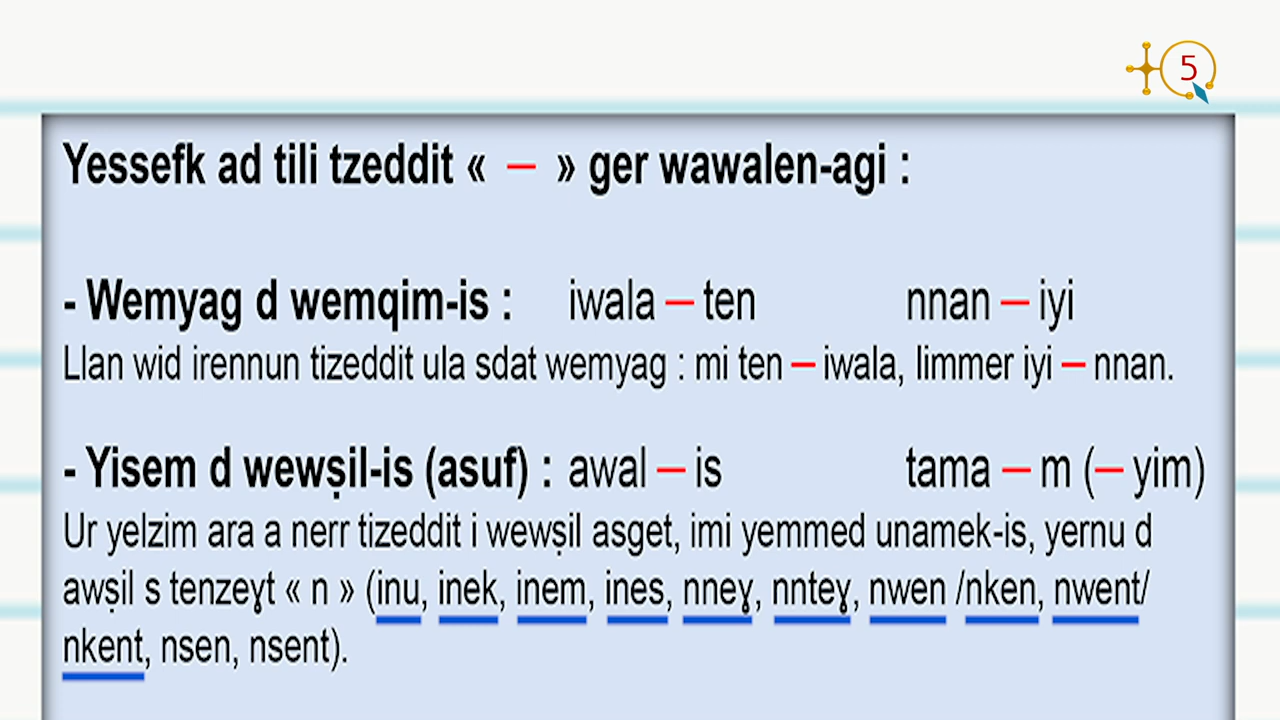 5
Yessefk ad tili tzeddit « – » ger wawalen-agi :
- Wemyag d wemqim-is : iwala – ten nnan – iyi
Llan wid irennun tizeddit ula sdat wemyag : mi ten – iwala, limmer iyi – nnan.
- Yisem d wewṣil-is (asuf) : awal – is tama – m (– yim)
Ur yelzim ara a nerr tizeddit i wewṣil asget, imi yemmed unamek-is, yernu d
awṣil s tenzeɣt « n » (inu, inek, inem, ines, nneɣ, nnteɣ, nwen /nken, nwent/
nkent, nsen, nsent).